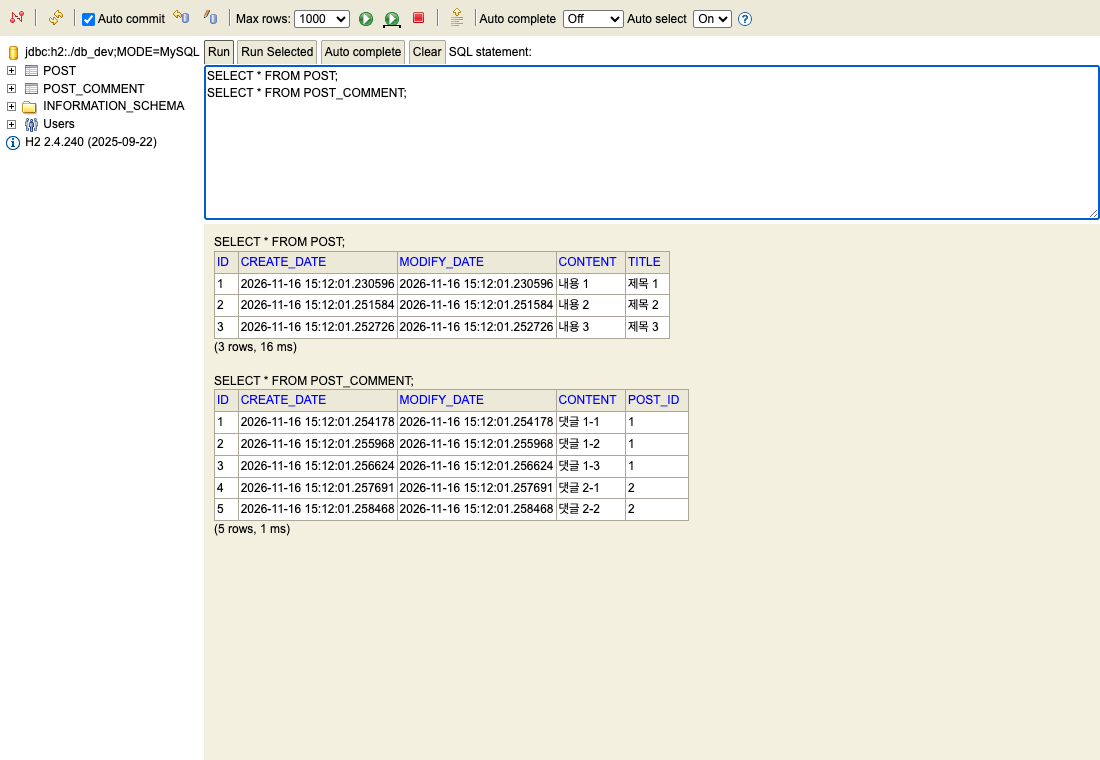 Auto commit Max rows: 1000 Auto complete Off Auto select On ?
jdbc:h2:./db_dev;MODE=MySQL
POST
POST_COMMENT
INFORMATION_SCHEMA
Users
H2 2.4.240 (2025-09-22)
Run Run Selected Auto complete Clear SQL statement:
SELECT * FROM POST;
SELECT * FROM POST_COMMENT;
SELECT * FROM POST;
ID CREATE_DATE MODIFY_DATE CONTENT TITLE
1 2026-11-16 15:12:01.230596 2026-11-16 15:12:01.230596 내용 1 제목 1
2 2026-11-16 15:12:01.251584 2026-11-16 15:12:01.251584 내용 2 제목 2
3 2026-11-16 15:12:01.252726 2026-11-16 15:12:01.252726 내용 3 제목 3
(3 rows, 16 ms)
SELECT * FROM POST_COMMENT;
ID CREATE_DATE MODIFY_DATE CONTENT POST_ID
1 2026-11-16 15:12:01.254178 2026-11-16 15:12:01.254178 댓글 1-1 1
2 2026-11-16 15:12:01.255968 2026-11-16 15:12:01.255968 댓글 1-2 1
3 2026-11-16 15:12:01.256624 2026-11-16 15:12:01.256624 댓글 1-3 1
4 2026-11-16 15:12:01.257691 2026-11-16 15:12:01.257691 댓글 2-1 2
5 2026-11-16 15:12:01.258468 2026-11-16 15:12:01.258468 댓글 2-2 2
(5 rows, 1 ms)